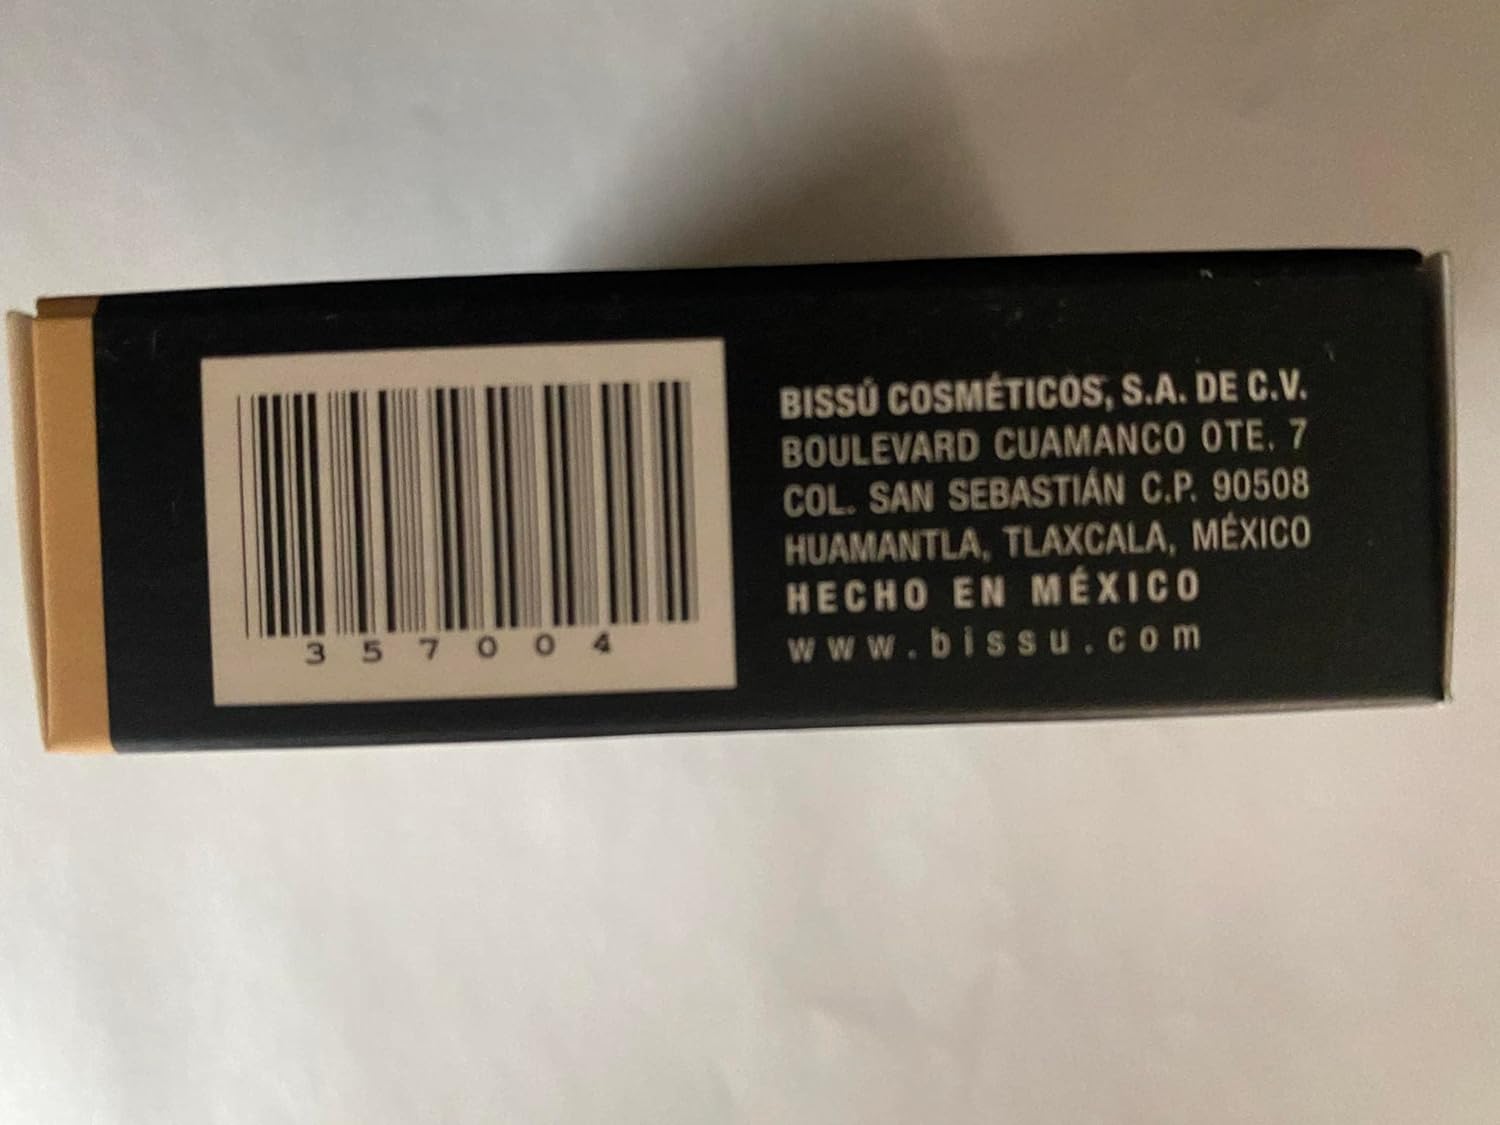 357004
BISSÚ COSMÉTICOS, S.A. DE C.V.
BOULEVARD CUAMANCO OTE. 7
COL. SAN SEBASTIÁN C.P. 90508
HUAMANTLA, TLAXCALA, MÉXICO
HECHO EN MÉXICO
www.bissu.com